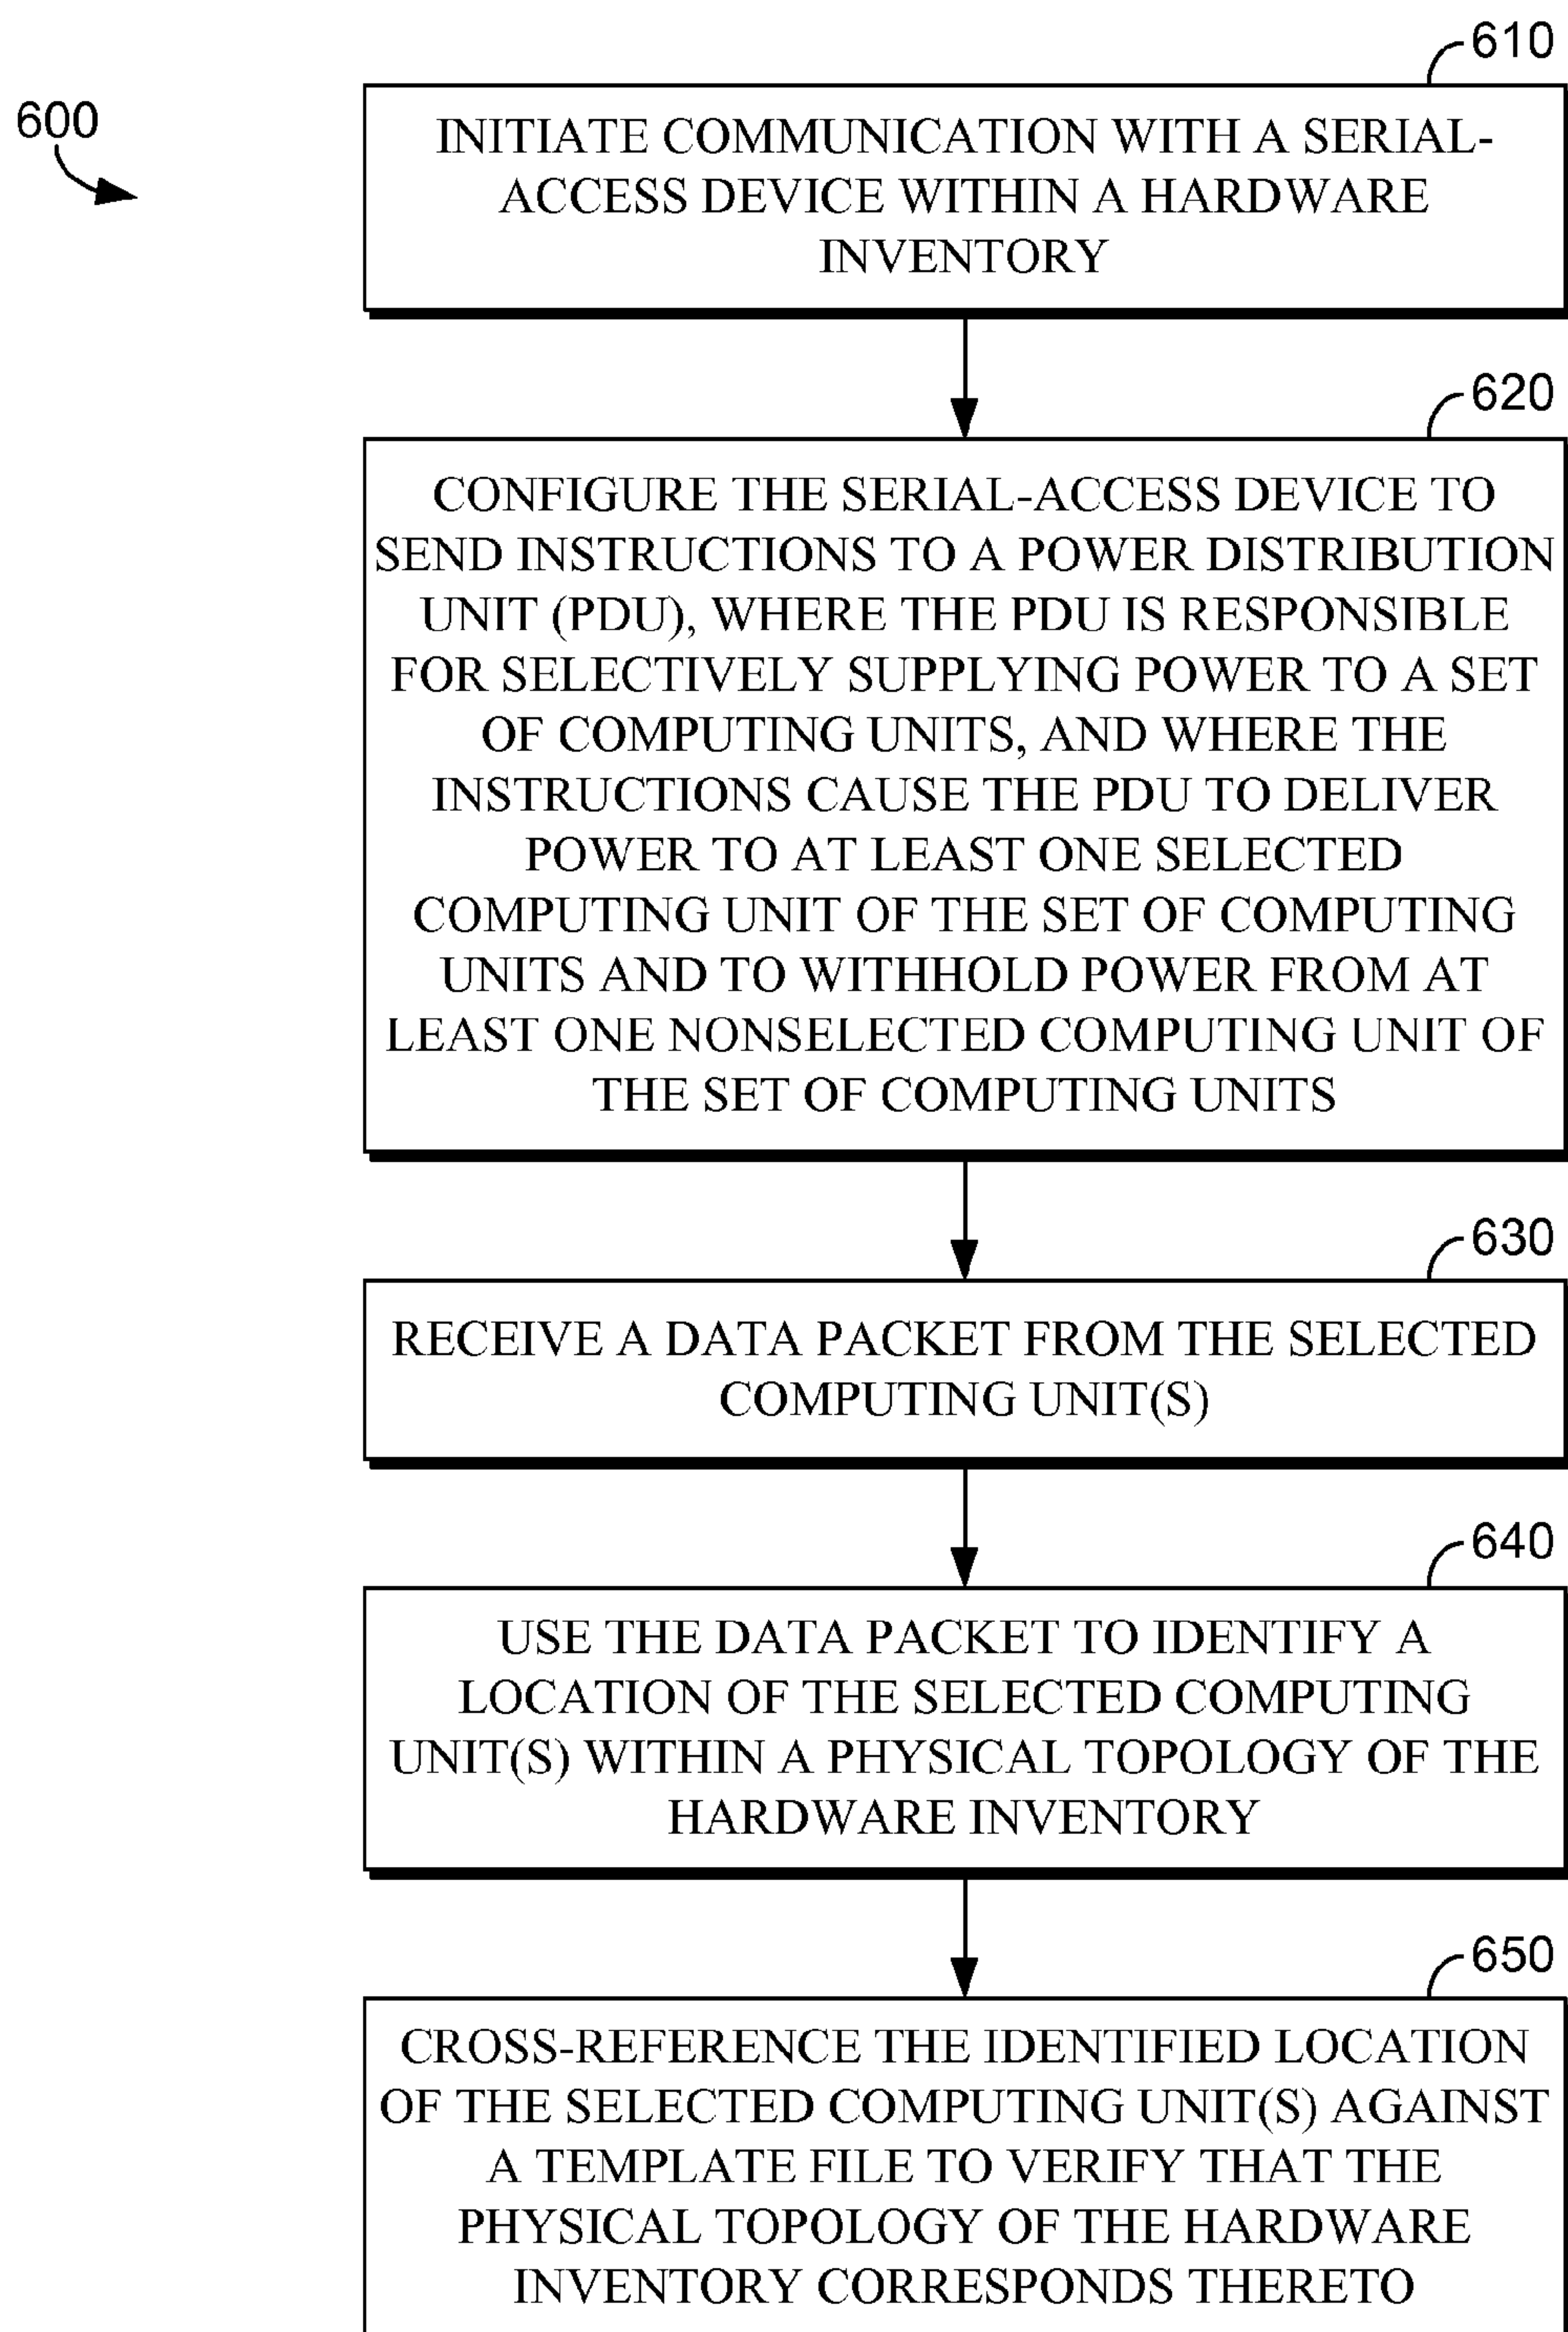 610
600
INITIATE COMMUNICATION WITH A SERIAL-
ACCESS DEVICE WITHIN A HARDWARE
INVENTORY
620
CONFIGURE THE SERIAL-ACCESS DEVICE TO
SEND INSTRUCTIONS TO A POWER DISTRIBUTION
UNIT (PDU), WHERE THE PDU IS RESPONSIBLE
FOR SELECTIVELY SUPPLYING POWER TO A SET
OF COMPUTING UNITS, AND WHERE THE
INSTRUCTIONS CAUSE THE PDU TO DELIVER
POWER TO AT LEAST ONE SELECTED
COMPUTING UNIT OF THE SET OF COMPUTING
UNITS AND TO WITHHOLD POWER FROM AT
LEAST ONE NONSELECTED COMPUTING UNIT OF
THE SET OF COMPUTING UNITS
630
RECEIVE A DATA PACKET FROM THE SELECTED
COMPUTING UNIT(S)
640
USE THE DATA PACKET TO IDENTIFY A
LOCATION OF THE SELECTED COMPUTING
UNIT(S) WITHIN A PHYSICAL TOPOLOGY OF THE
HARDWARE INVENTORY
650
CROSS-REFERENCE THE IDENTIFIED LOCATION
OF THE SELECTED COMPUTING UNIT(S) AGAINST
A TEMPLATE FILE TO VERIFY THAT THE
PHYSICAL TOPOLOGY OF THE HARDWARE
INVENTORY CORRESPONDS THERETO